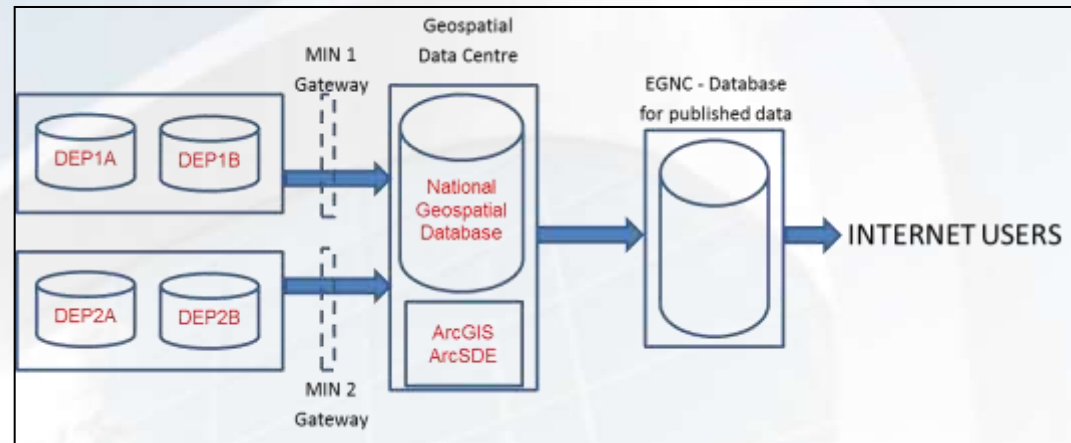 DEP1A
DEP1B
DEP2A
DEP2B
MIN 1
Gateway
MIN 2
Gateway
Geospatial
Data Centre
National
Geospatial
Database
ArcGIS
ArcSDE
EGNC - Database
for published data
INTERNET USERS